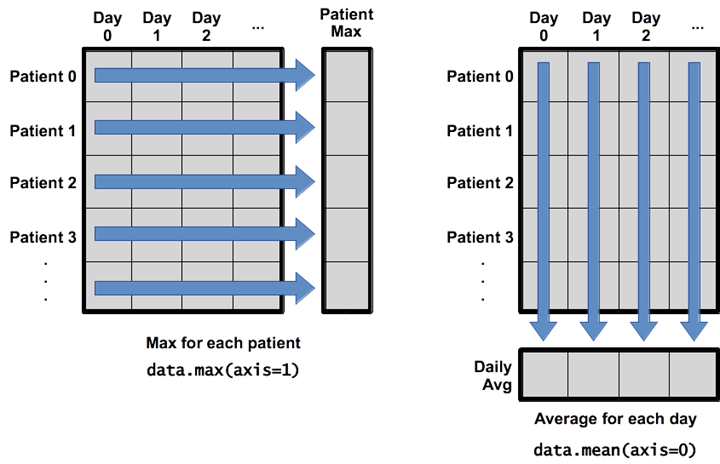 Day 0
Day 1
Day 2
...
Patient Max
Patient 0
Patient 1
Patient 2
Patient 3
.
.
.
Max for each patient
data.max(axis=1)
Day 0
Day 1
Day 2
...
Patient 0
Patient 1
Patient 2
Patient 3
.
.
.
Daily
Avg
Average for each day
data.mean(axis=0)